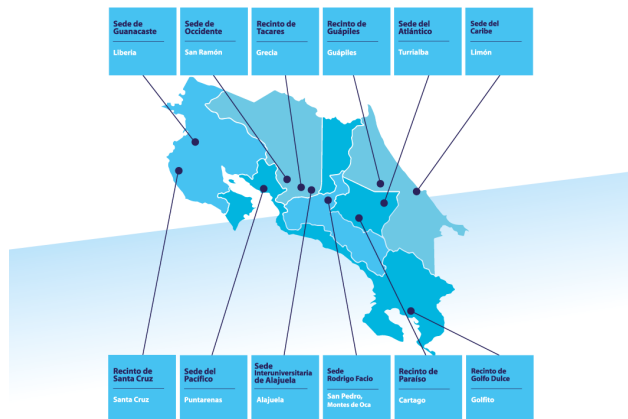 Sede de
Guanacaste
Liberia
Sede de
Occidente
San Ramón
Recinto de
Tacares
Grecia
Recinto de
Guápiles
Guápiles
Sede del
Atlántico
Turrialba
Sede del
Caribe
Limón
Recinto de
Santa Cruz
Santa Cruz
Sede del
Pacífico
Puntarenas
Sede
Interuniversitaria
de Alajuela
Alajuela
Sede
Rodrigo Facio
San Pedro,
Montes de Oca
Recinto de
Paraíso
Cartago
Recinto de
Golfo Dulce
Golfito